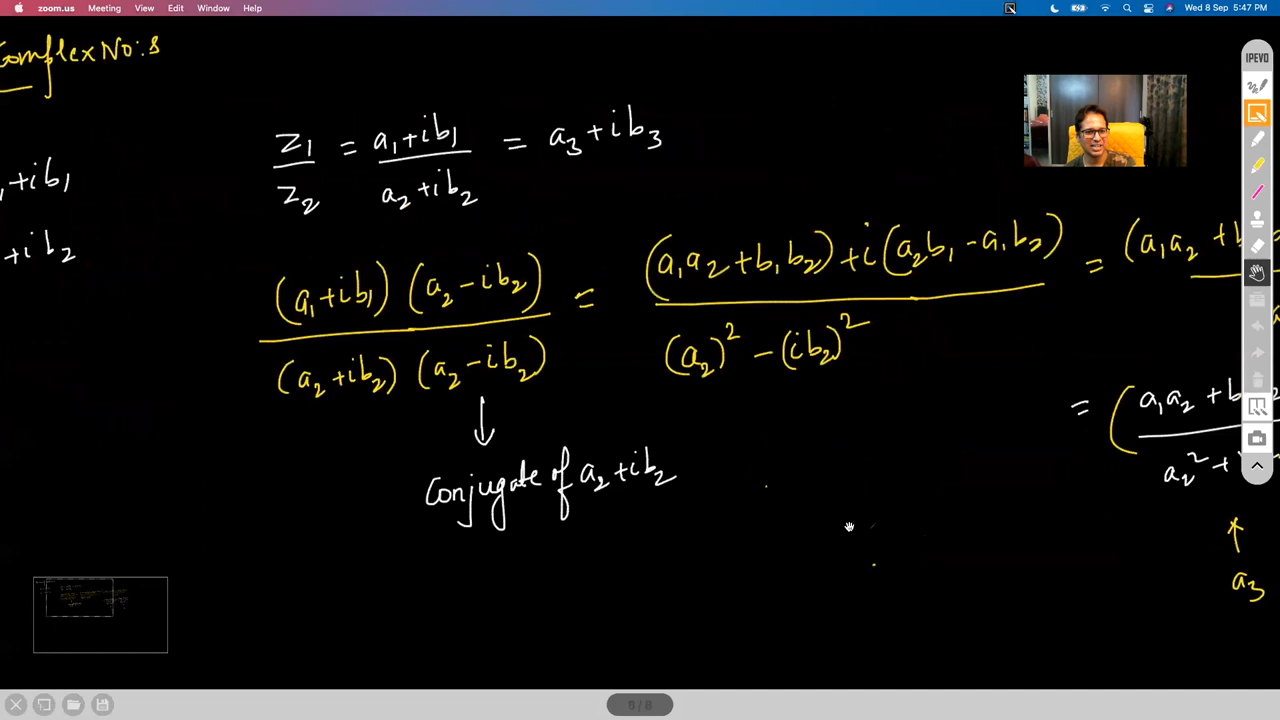 zoom.us Meeting View Edit Window Help Wed 8 Sep 5:47 PM
Complex No:s
IPEVO
z1/z2 = (a1+ib1)/(a2+ib2) = a3+ib3
+ib1
+ib2
(a1+ib1)(a2-ib2)/(a2+ib2)(a2-ib2) = (a1a2+b1b2)+i(a2b1-a1b2)/(a2)^2-(ib2)^2 = (a1a2+
= (a1a2+b
a2^2+
Conjugate of a2+ib2
a3
8/8